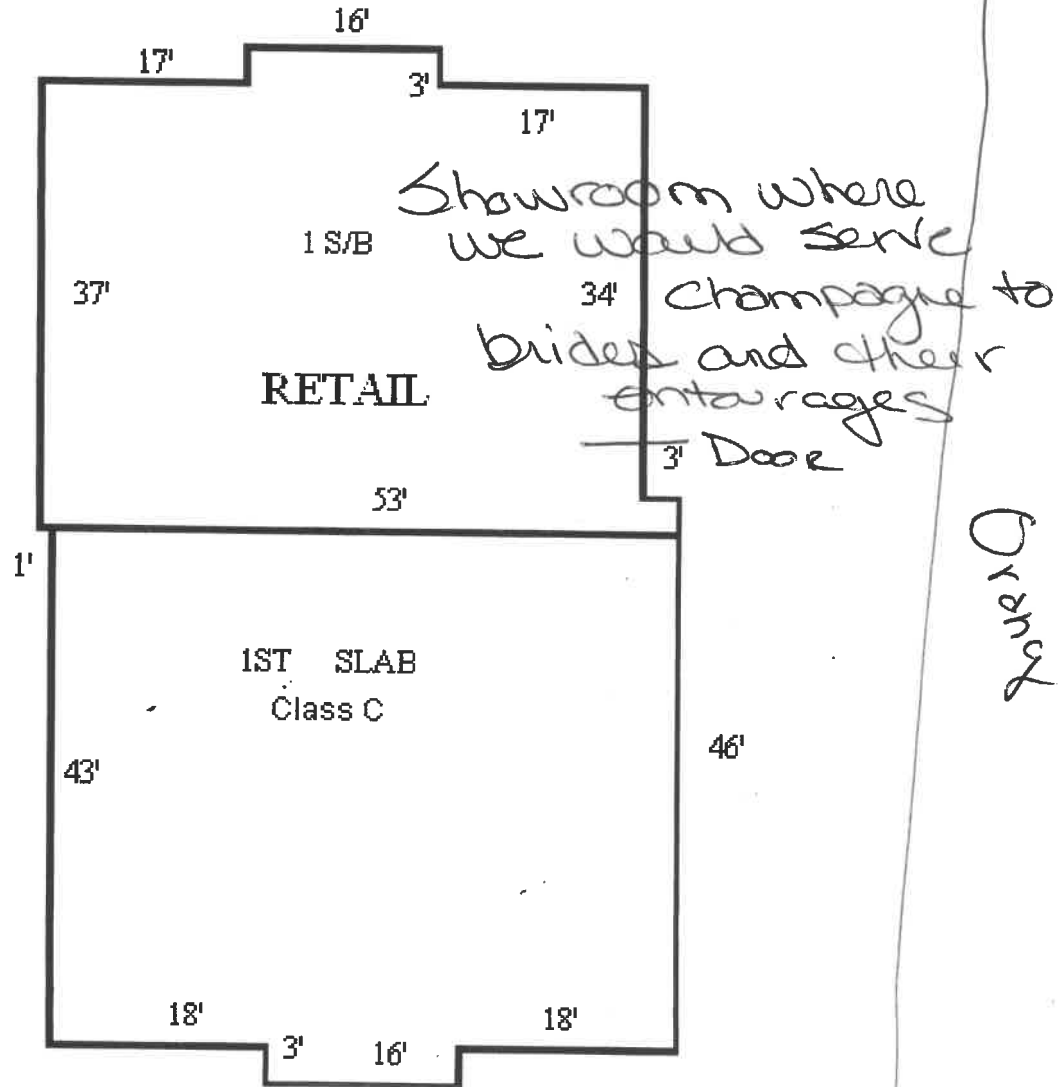 16'
17'
3'
17'
Showroom where
1 S/B we would serve
37'
34' champagne to
brides and their
RETAIL
entourages
3' Door
53'
1'
1ST SLAB
Class C
46'
43'
18'
18'
3' 16'
Orang